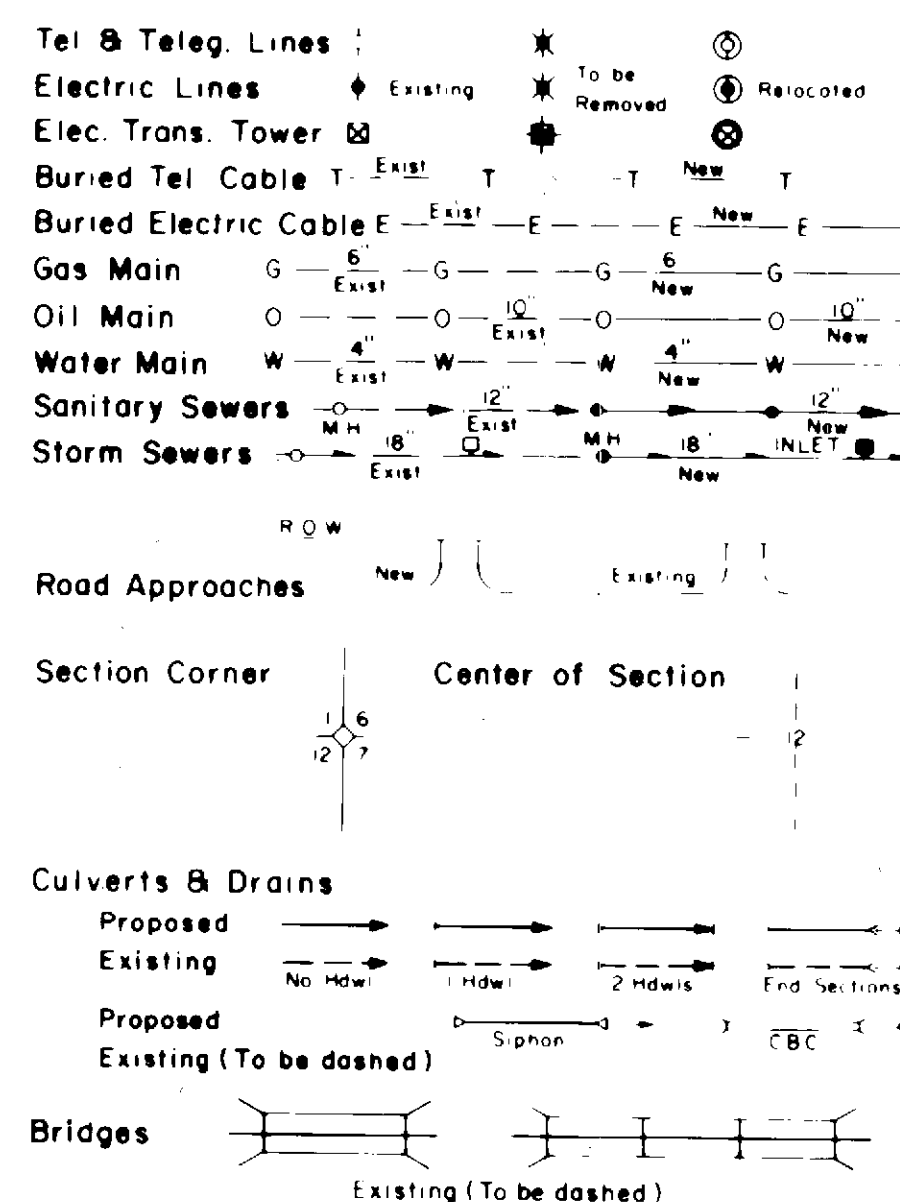 Tel & Teleg. Lines
Electric Lines Existing To be Removed Relocated
Elec. Trans. Tower
Buried Tel Cable T Exist T T New T
Buried Electric Cable E Exist E E New E
Gas Main G 6" Exist G G 6 New G
Oil Main O O 10" Exist O O 10" New
Water Main W 4" Exist W W 4" New W
Sanitary Sewers MH 12" Exist MH 12" New
Storm Sewers 18" Exist 18' New INLET
R O W
Road Approaches New Existing
Section Corner Center of Section
1 6
12 7
12
Culverts & Drains
Proposed
Existing
No Hdwl 1 Hdwl 2 Hdwls End Sections
Proposed Siphon CBC
Existing (To be dashed)
Bridges
Existing (To be dashed)